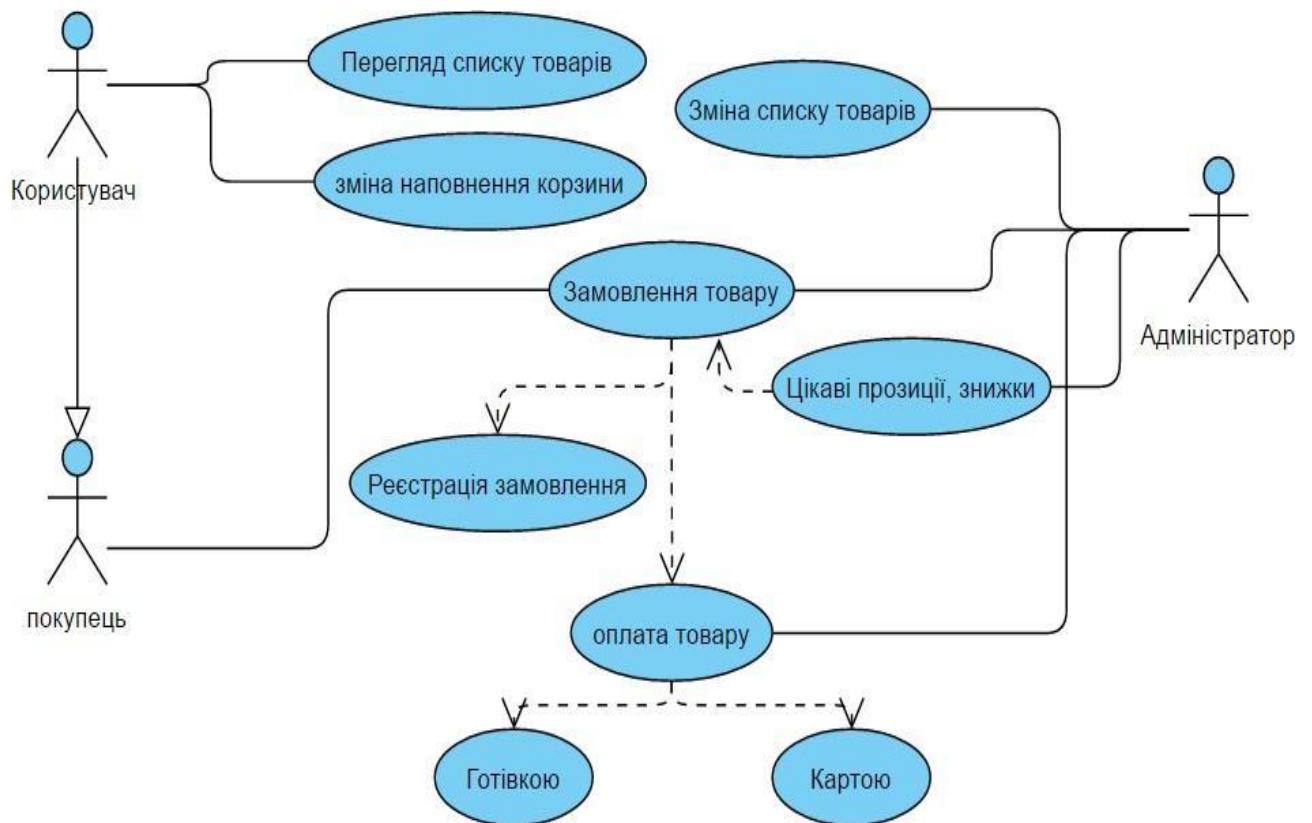 Перегляд списку товарів
Зміна списку товарів
зміна наповнення корзини
Користувач
Замовлення товару
Адміністратор
Цікаві прозиції, знижки
Реєстрація замовлення
покупець
оплата товару
Готівкою
Картою